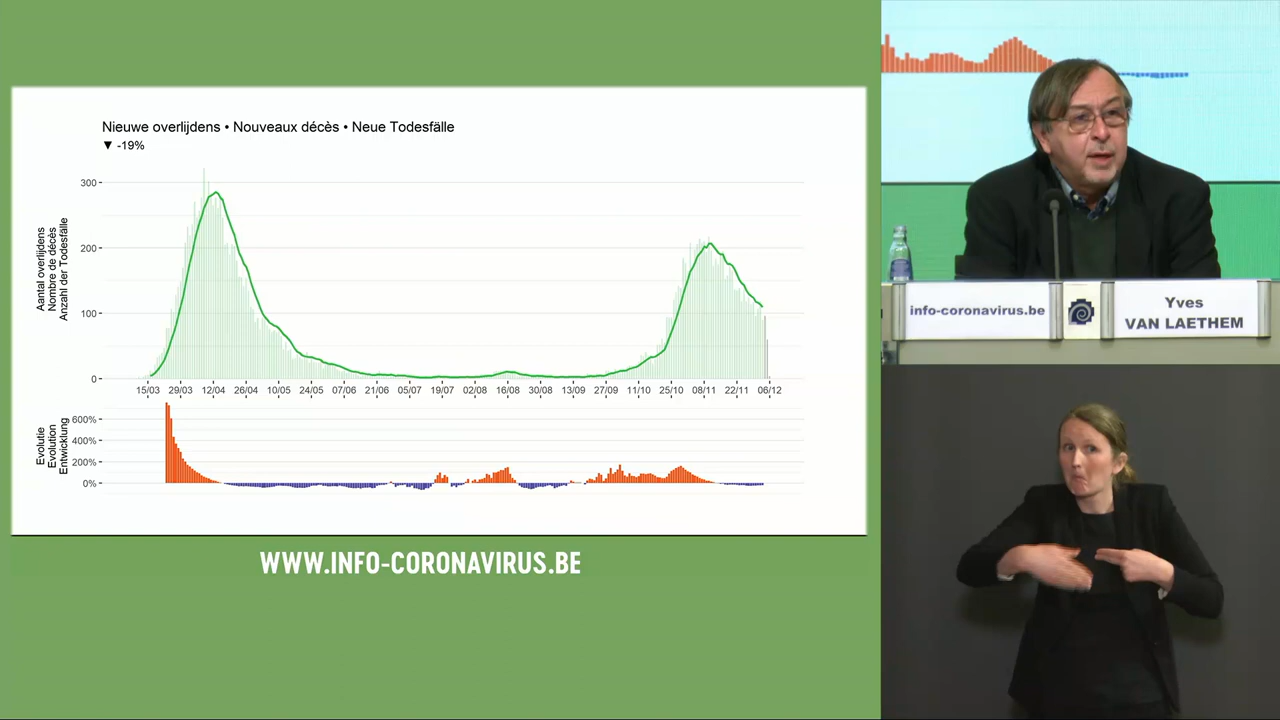 Nieuwe overlijdens • Nouveaux décès • Neue Todesfälle
▼ -19%
Aantal overlijdens
Nombre de décès
Anzahl der Todesfälle
300
200
100
0
15/03 29/03 12/04 26/04 10/05 24/05 07/06 21/06 05/07 19/07 02/08 16/08 30/08 13/09 27/09 11/10 25/10 08/11 22/11 06/12
Evolutie
Evolution
Entwicklung
600%
400%
200%
0%
WWW.INFO-CORONAVIRUS.BE
info-coronavirus.be
Yves
VAN LAETHEM